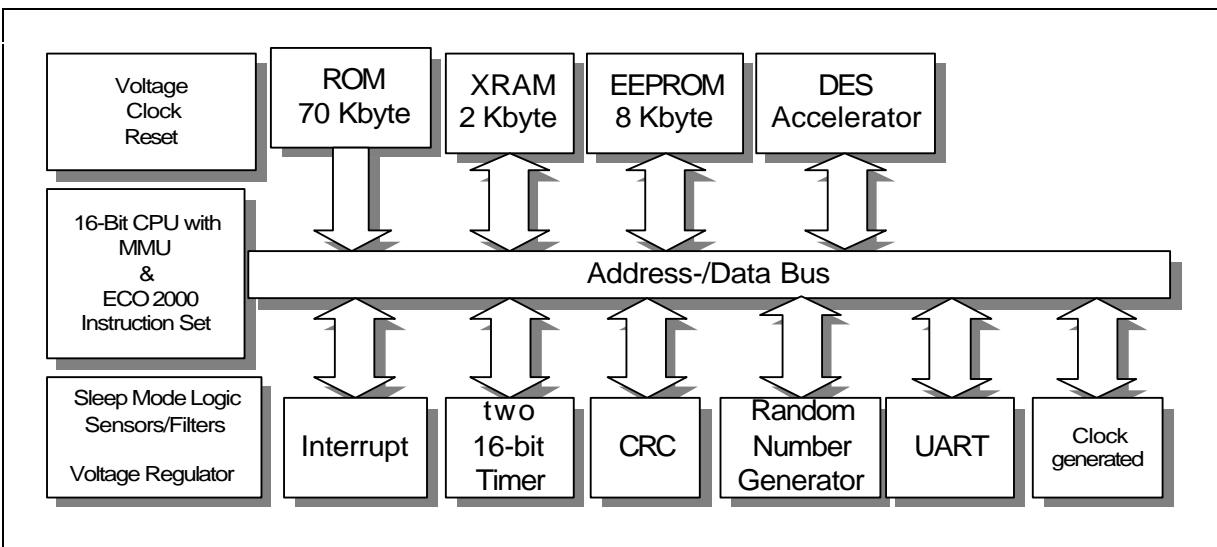 Voltage
Clock
Reset
ROM
70 Kbyte
XRAM
2 Kbyte
EEPROM
8 Kbyte
DES
Accelerator
16-Bit CPU with
MMU
&
ECO 2000
Instruction Set
Address-/Data Bus
Sleep Mode Logic
Sensors/Filters
Voltage Regulator
Interrupt
two
16-bit
Timer
CRC
Random
Number
Generator
UART
Clock
generated